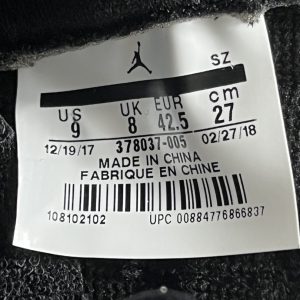 SZ
US UK EUR cm
9 8 42.5 27
12/19/17 378037-005 02/27/18
MADE IN CHINA
FABRIQUE EN CHINE
108102102 UPC 00884776866837